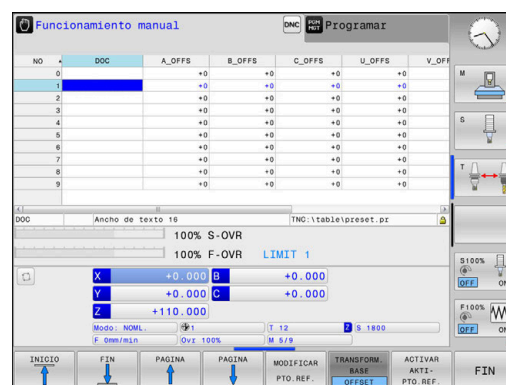 Funcionamiento manual DNC PGM MGT Programar
NO DOC A_OFFS B_OFFS C_OFFS U_OFFS V_OFF
0 +0 +0 +0 +0
1 +0 +0 +0 +0
2 +0 +0 +0 +0
3 +0 +0 +0 +0
4 +0 +0 +0 +0
5 +0 +0 +0 +0
6 +0 +0 +0 +0
7 +0 +0 +0 +0
8 +0 +0 +0 +0
9 +0 +0 +0 +0
DOC Ancho de texto 16 TNC:\table\preset.pr
100% S-OVR
100% F-OVR LIMIT 1
X +0.000 B +0.000
Y +0.000 C +0.000
Z +110.000
Modo: NOML. 1 T 12 Z S 1800
F 0mm/min Ovr 100% M 5/9
M
S
T
S100%
OFF ON
F100%
OFF ON
INICIO
FIN
PAGINA
PAGINA
MODIFICAR
PTO.REF.
TRANSFORM.
BASE
OFFSET
ACTIVAR
AKTI-
PTO.REF.
FIN